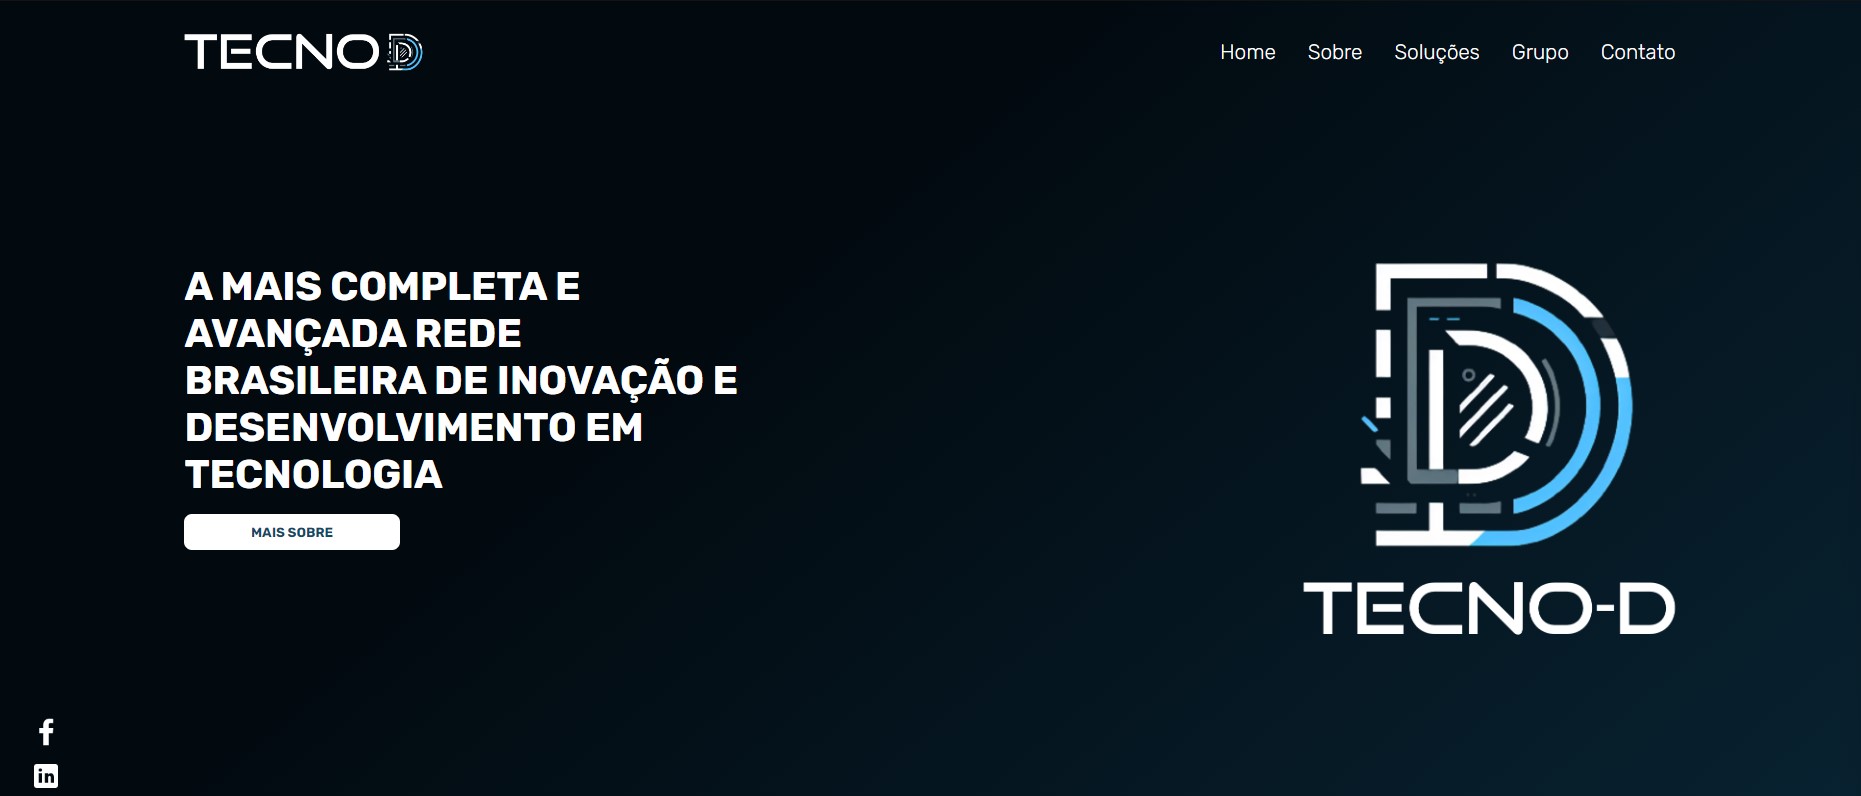 TECNO D
Home Sobre Soluções Grupo Contato
A MAIS COMPLETA E
AVANÇADA REDE
BRASILEIRA DE INOVAÇÃO E
DESENVOLVIMENTO EM
TECNOLOGIA
MAIS SOBRE
D
TECNO-D
f
in